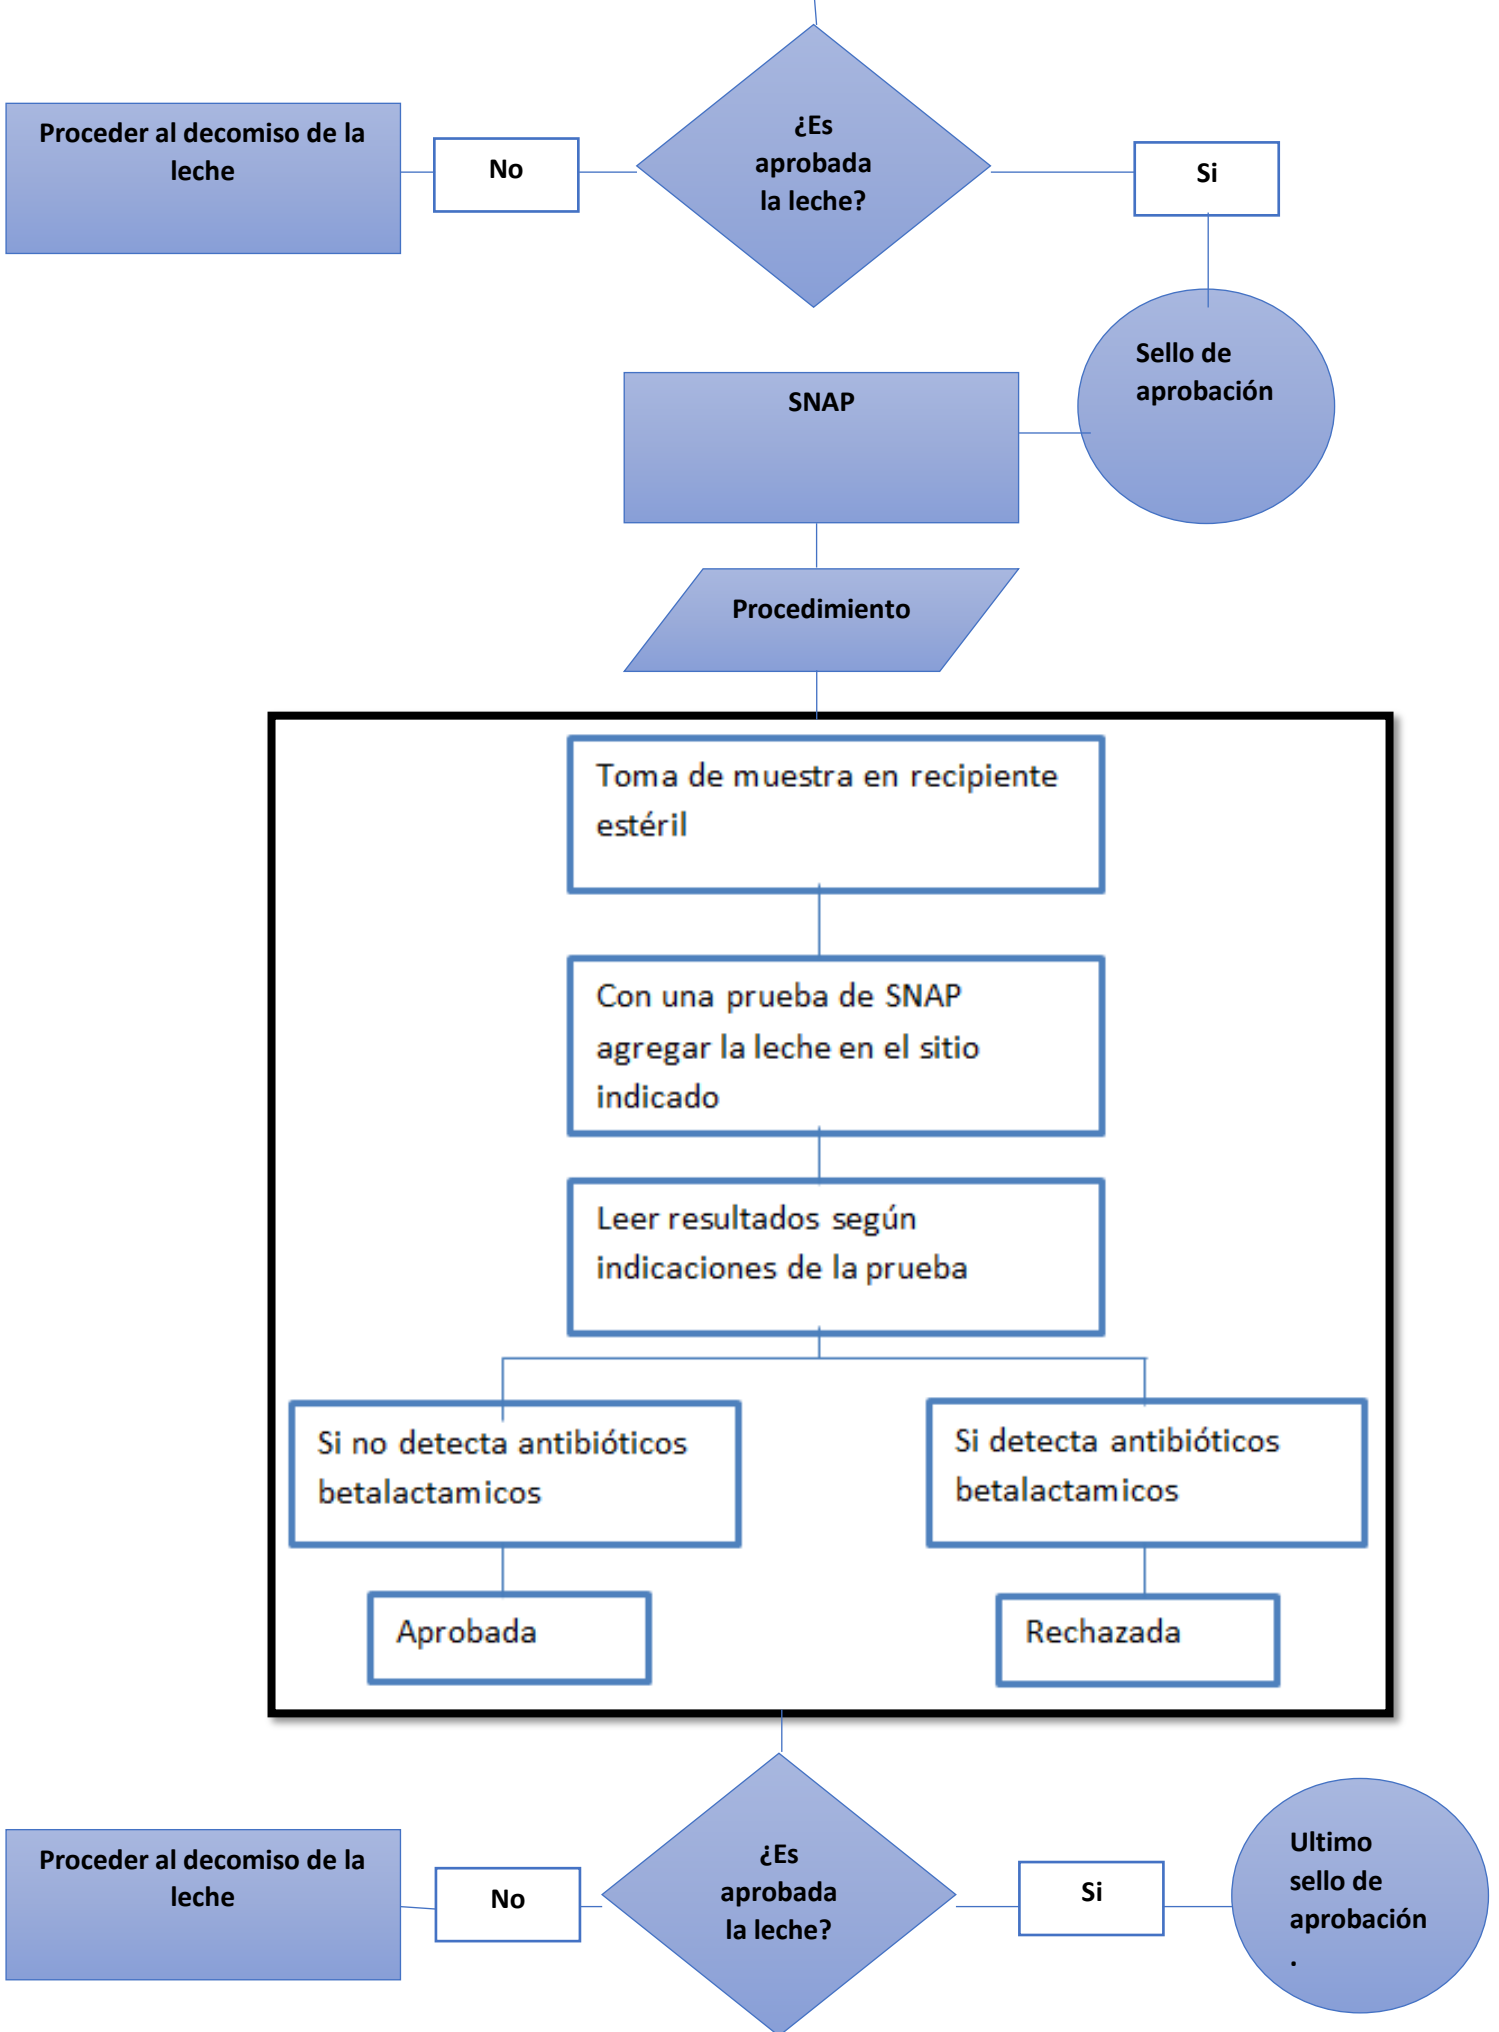 Proceder al decomiso de la
leche
No
¿Es
aprobada
la leche?
Si
Sello de
aprobación
SNAP
Procedimiento
Toma de muestra en recipiente
estéril
Con una prueba de SNAP
agregar la leche en el sitio
indicado
Leer resultados según
indicaciones de la prueba
Si no detecta antibióticos
betalactamicos
Si detecta antibióticos
betalactamicos
Aprobada
Rechazada
Proceder al decomiso de la
leche
No
¿Es
aprobada
la leche?
Si
Ultimo
sello de
aprobación
.